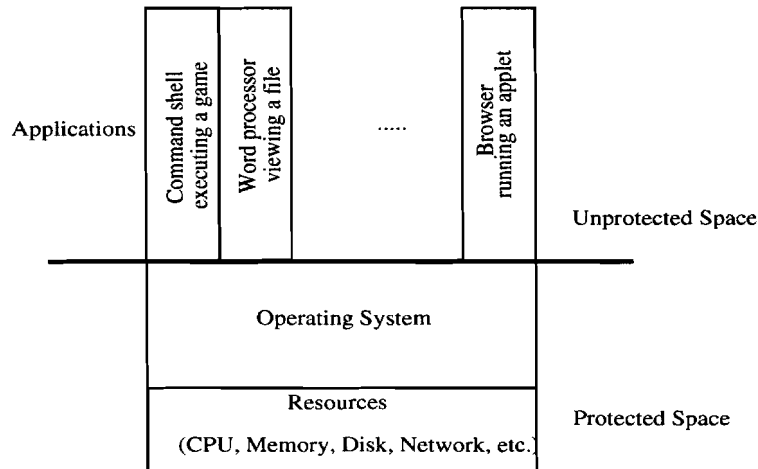 Applications
Command shell
executing a game
Word processor
viewing a file
.....
Browser
running an applet
Unprotected Space
Operating System
Resources
(CPU, Memory, Disk, Network, etc.)
Protected Space